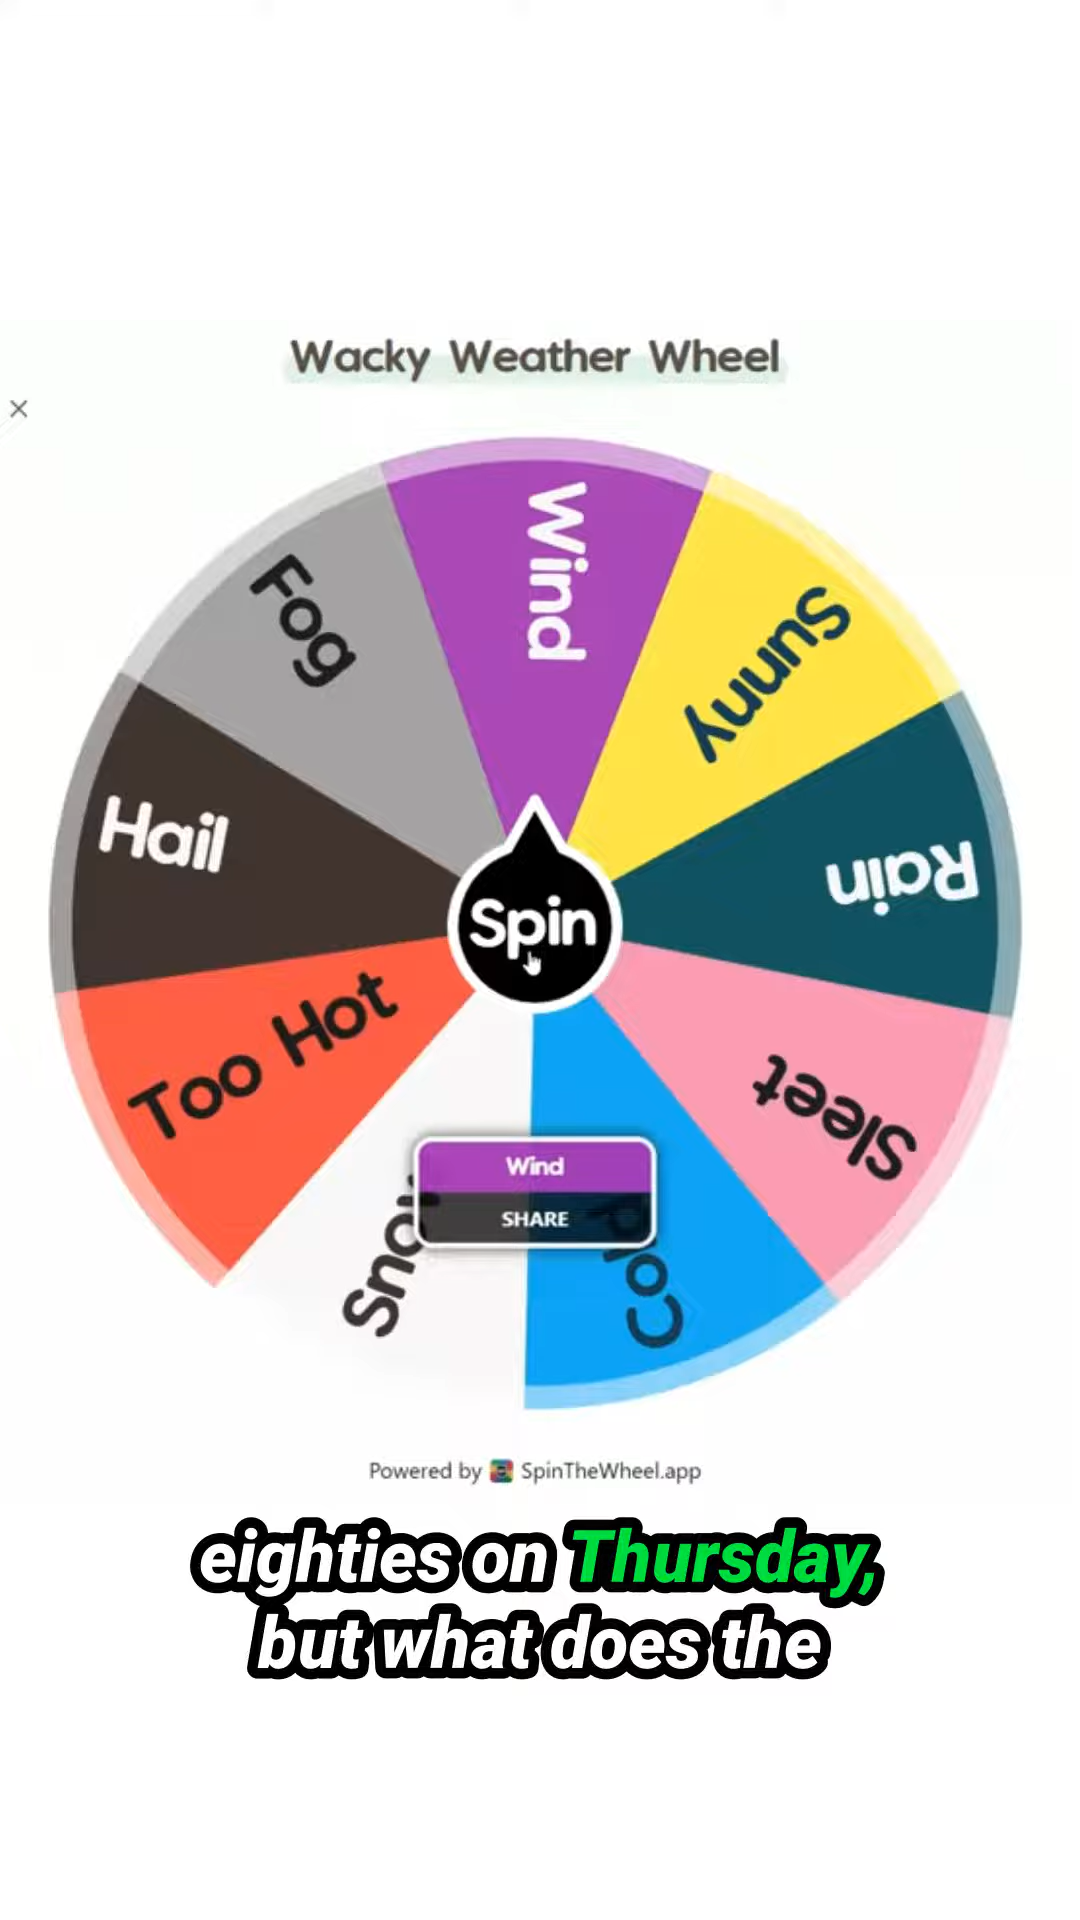 Wacky Weather Wheel
Wind
Sunny
Fog
Rain
Hail
Spin
Too Hot
Sleet
Wind
SHARE
Powered by SpinTheWheel.app
eighties on Thursday,
but what does the